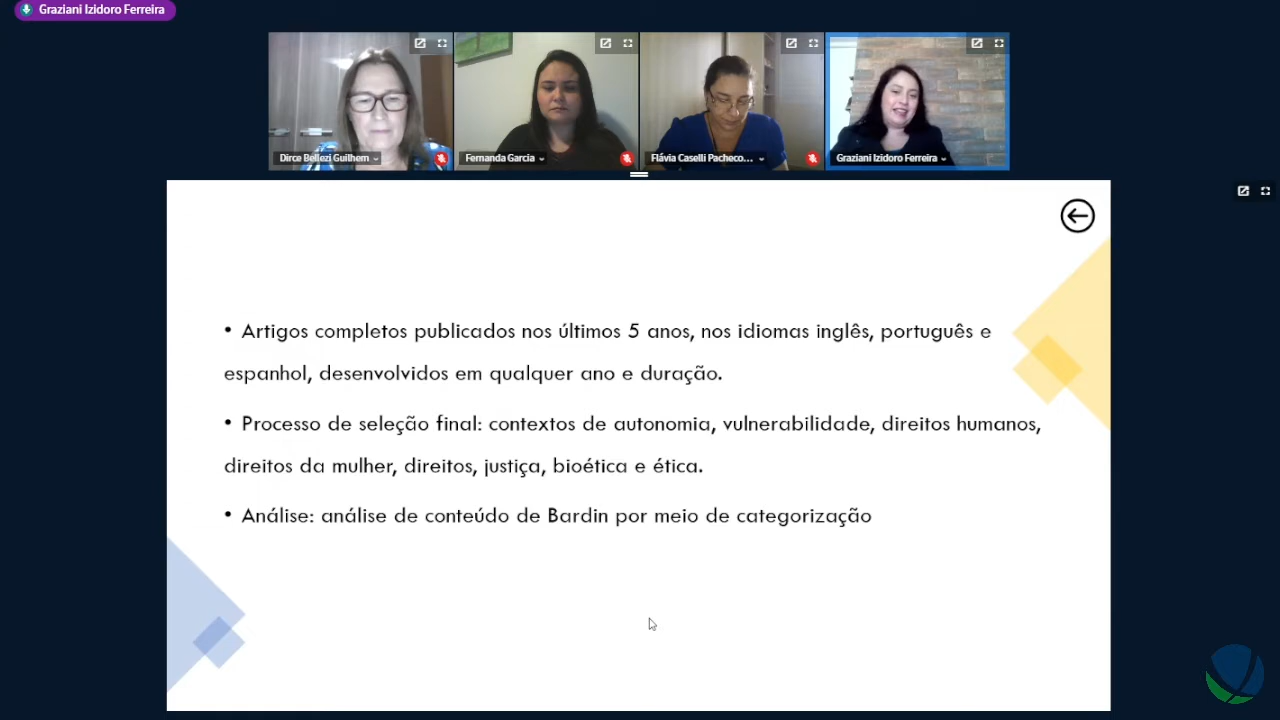 Graziani Izidoro Ferreira
Dirce Bellezi Guilhem
Fernanda Garcia
Flávia Caselli Pacheco...
Graziani Izidoro Ferreira
• Artigos completos publicados nos últimos 5 anos, nos idiomas inglês, português e
espanhol, desenvolvidos em qualquer ano e duração.
• Processo de seleção final: contextos de autonomia, vulnerabilidade, direitos humanos,
direitos da mulher, direitos, justiça, bioética e ética.
• Análise: análise de conteúdo de Bardin por meio de categorização